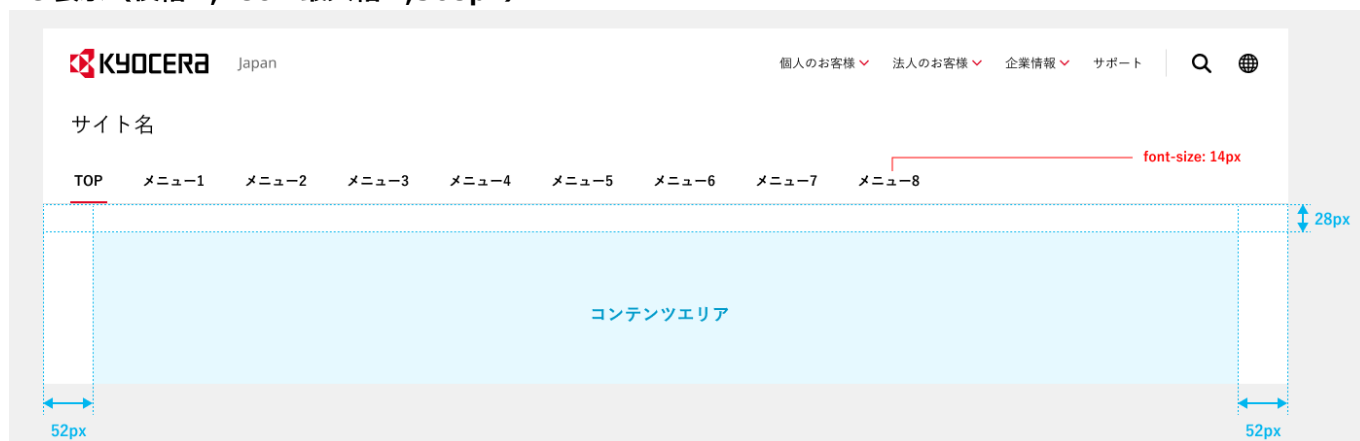 KYOCERA Japan 個人のお客様 法人のお客様 企業情報 サポート
サイト名
font-size: 14px
TOP メニュー1 メニュー2 メニュー3 メニュー4 メニュー5 メニュー6 メニュー7 メニュー8
28px
コンテンツエリア
52px 52px